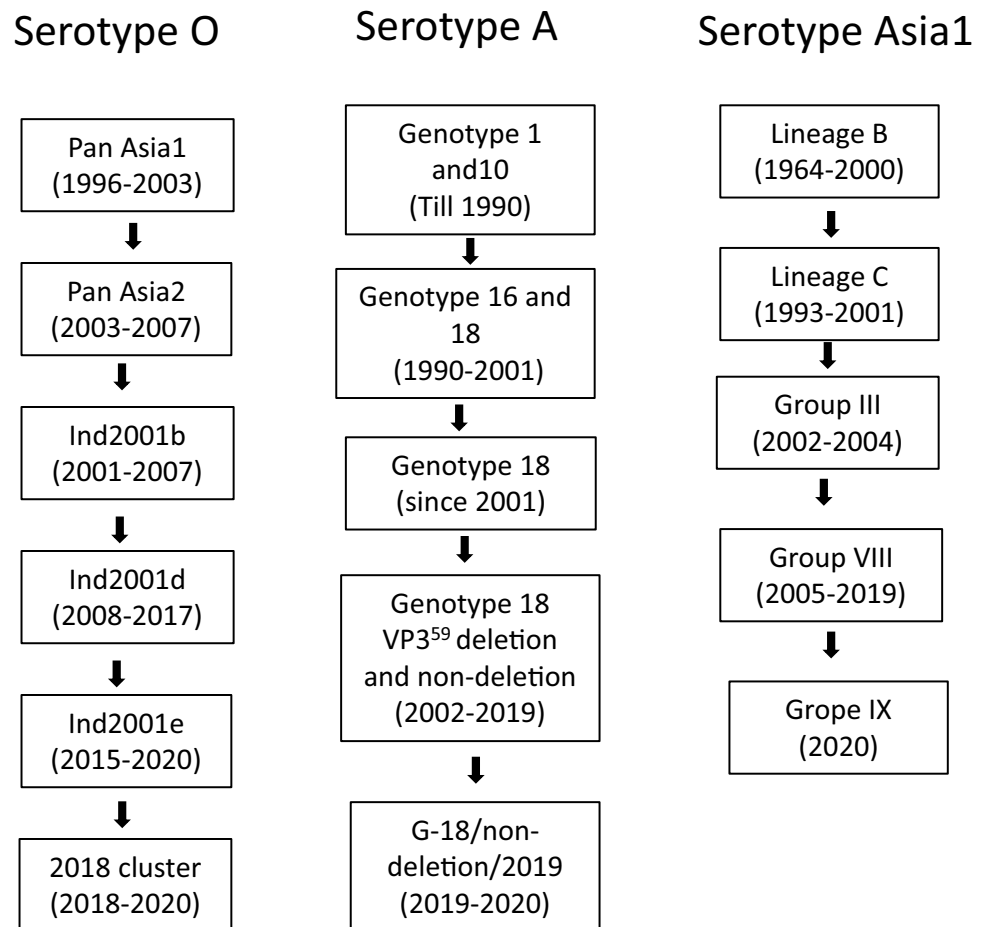 Serotype O
Pan Asia1
(1996-2003)
Pan Asia2
(2003-2007)
Ind2001b
(2001-2007)
Ind2001d
(2008-2017)
Ind2001e
(2015-2020)
2018 cluster
(2018-2020)
Serotype A
Genotype 1
and10
(Till 1990)
Genotype 16 and
18
(1990-2001)
Genotype 18
(since 2001)
Genotype 18
VP3⁵⁹ deletion
and non-deletion
(2002-2019)
G-18/non-
deletion/2019
(2019-2020)
Serotype Asia1
Lineage B
(1964-2000)
Lineage C
(1993-2001)
Group III
(2002-2004)
Group VIII
(2005-2019)
Grope IX
(2020)